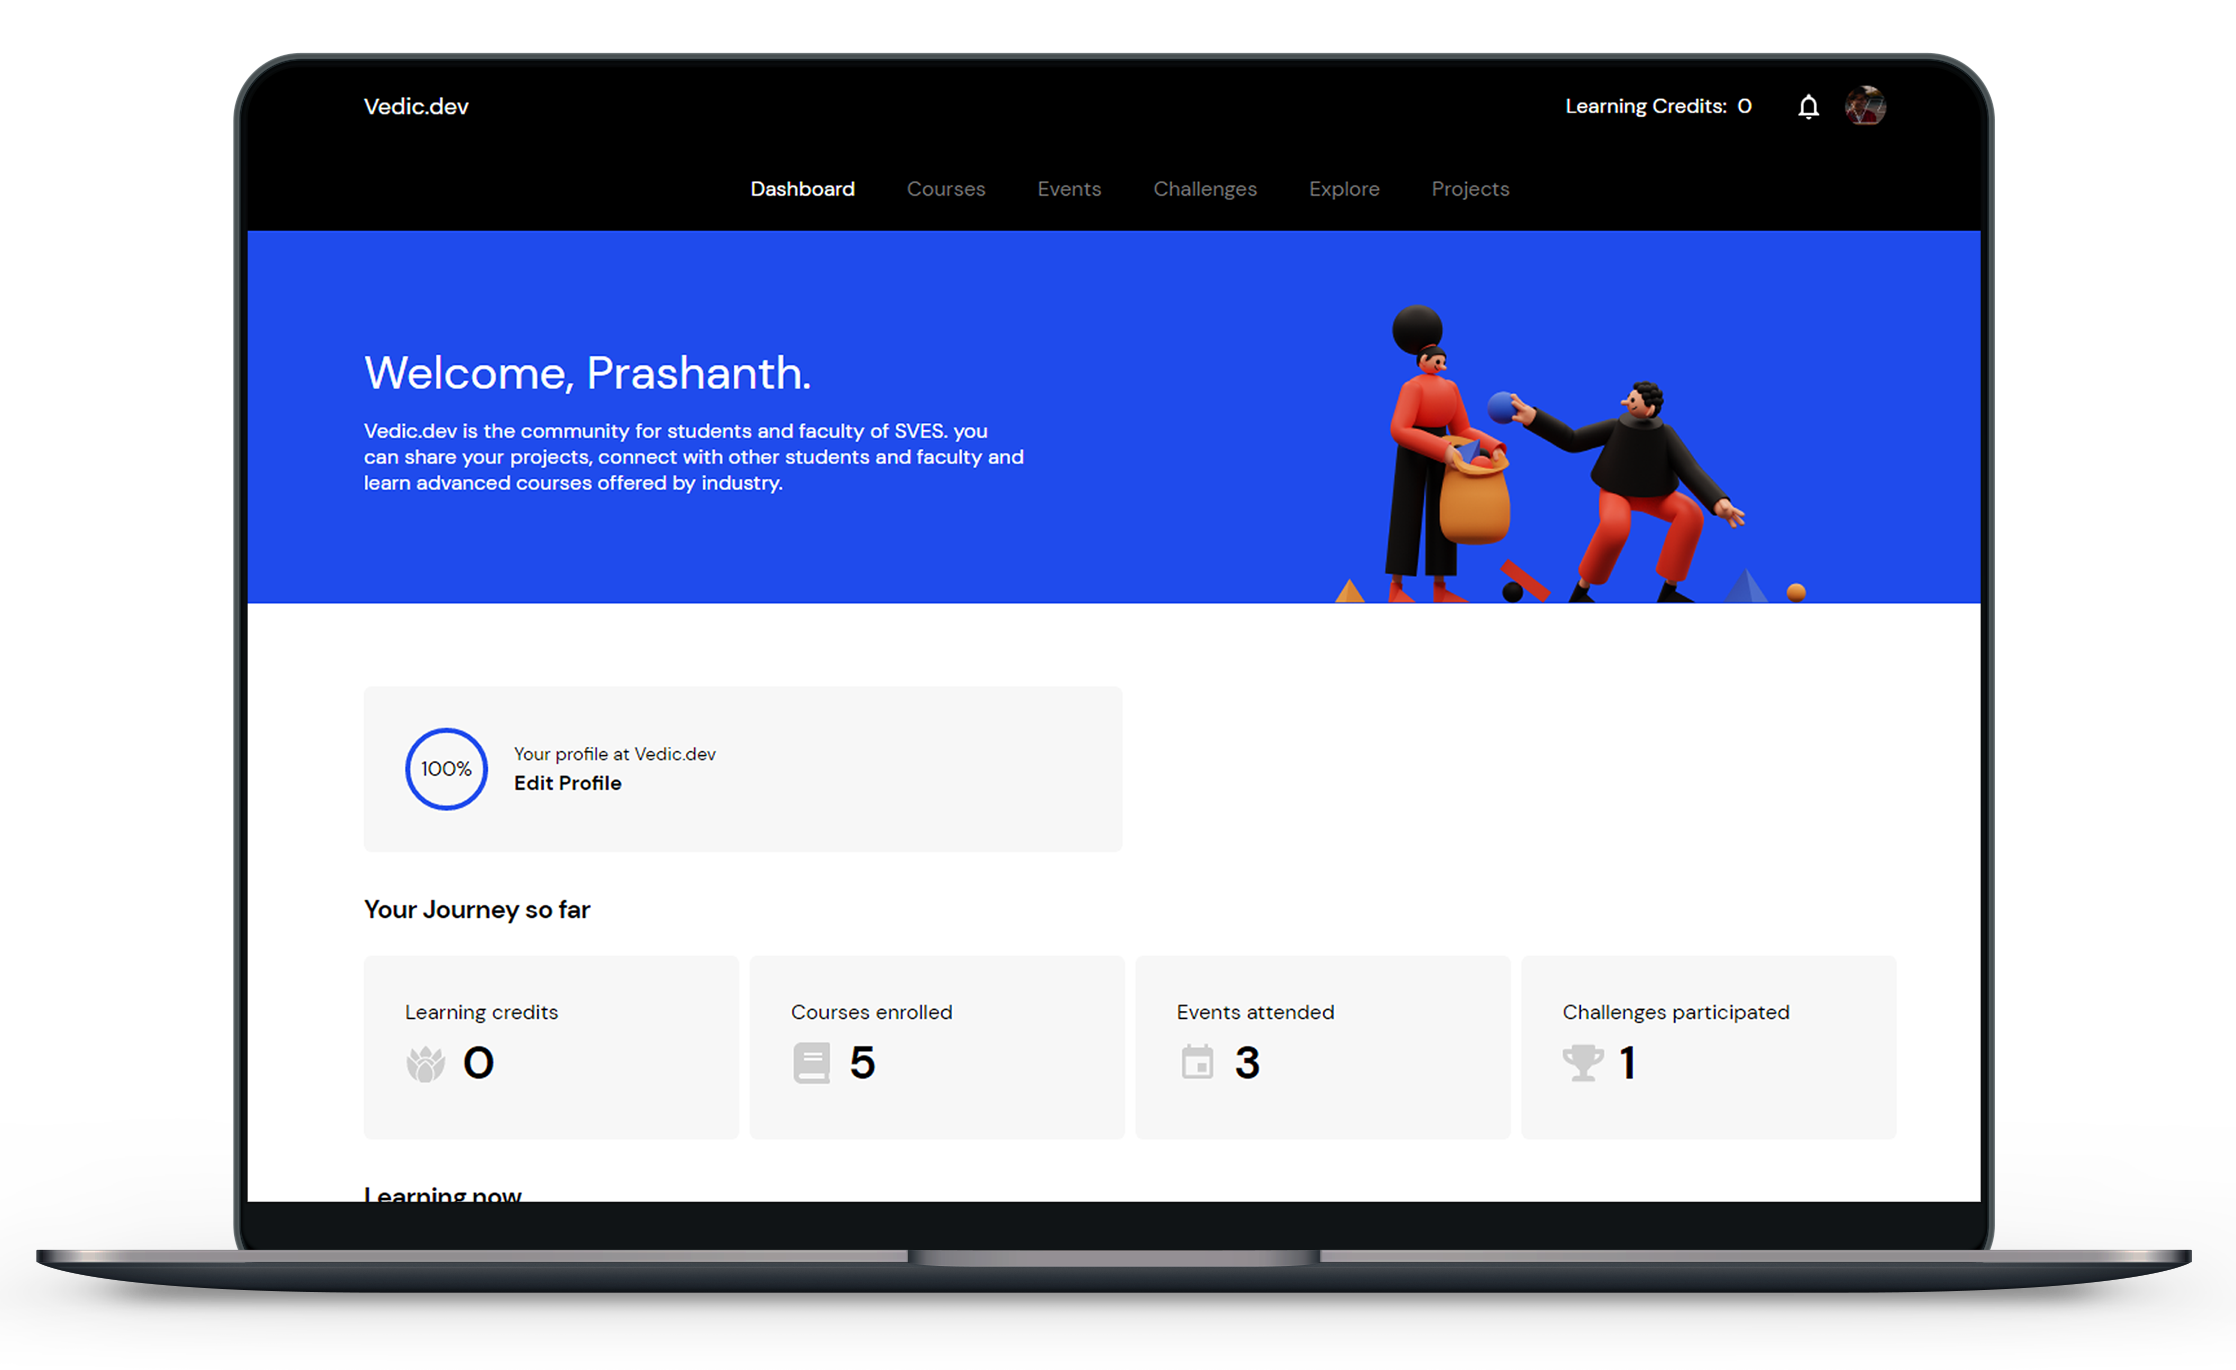 Vedic.dev
Learning Credits: 0
Dashboard Courses Events Challenges Explore Projects
Welcome, Prashanth.
Vedic.dev is the community for students and faculty of SVES. you
can share your projects, connect with other students and faculty and
learn advanced courses offered by industry.
100%
Your profile at Vedic.dev
Edit Profile
Your Journey so far
Learning credits
0
Courses enrolled
5
Events attended
3
Challenges participated
1
Learning now